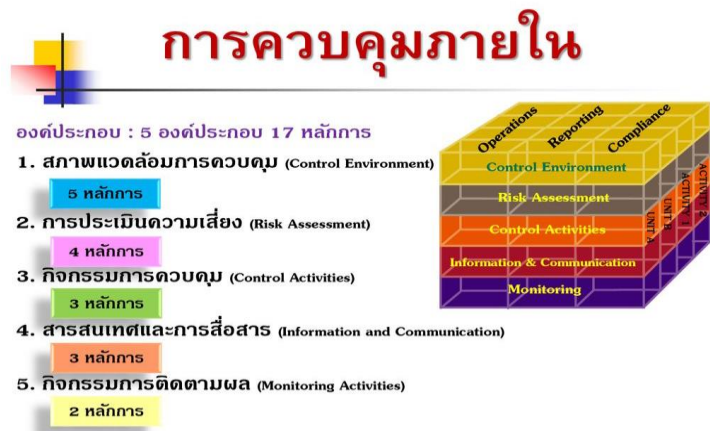 การควบคุมภายใน
องค์ประกอบ : 5 องค์ประกอบ 17 หลักการ
1. สภาพแวดล้อมการควบคุม (Control Environment)
5 หลักการ
2. การประเมินความเสี่ยง (Risk Assessment)
4 หลักการ
3. กิจกรรมการควบคุม (Control Activities)
3 หลักการ
4. สารสนเทศและการสื่อสาร (Information and Communication)
3 หลักการ
5. กิจกรรมการติดตามผล (Monitoring Activities)
2 หลักการ
Operations
Reporting
Compliance
Control Environment
Risk Assessment
Control Activities
Information & Communication
Monitoring
UNIT A
UNIT B
ACTIVITY 1
ACTIVITY 2